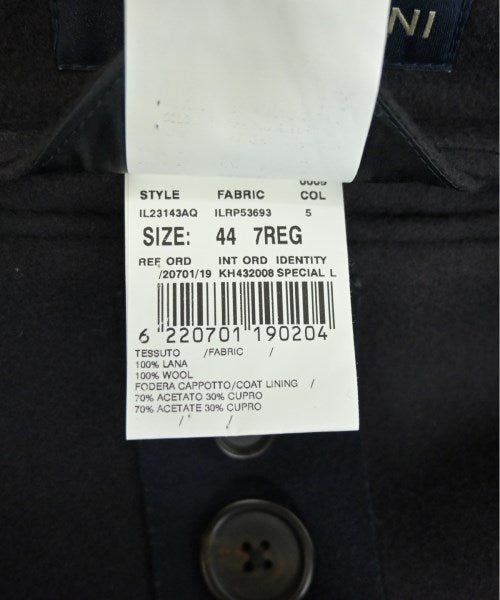 NI
0009
STYLE FABRIC COL
IL23143AQ ILRP53693 5
SIZE: 44 7REG
REF ORD INT ORD IDENTITY
/20701/19 KH432008 SPECIAL L
6 220701 190204
TESSUTO /FABRIC /
100% LANA
100% WOOL
FODERA CAPPOTTO/COAT LINING /
70% ACETATO 30% CUPRO
70% ACETATE 30% CUPRO
/ /